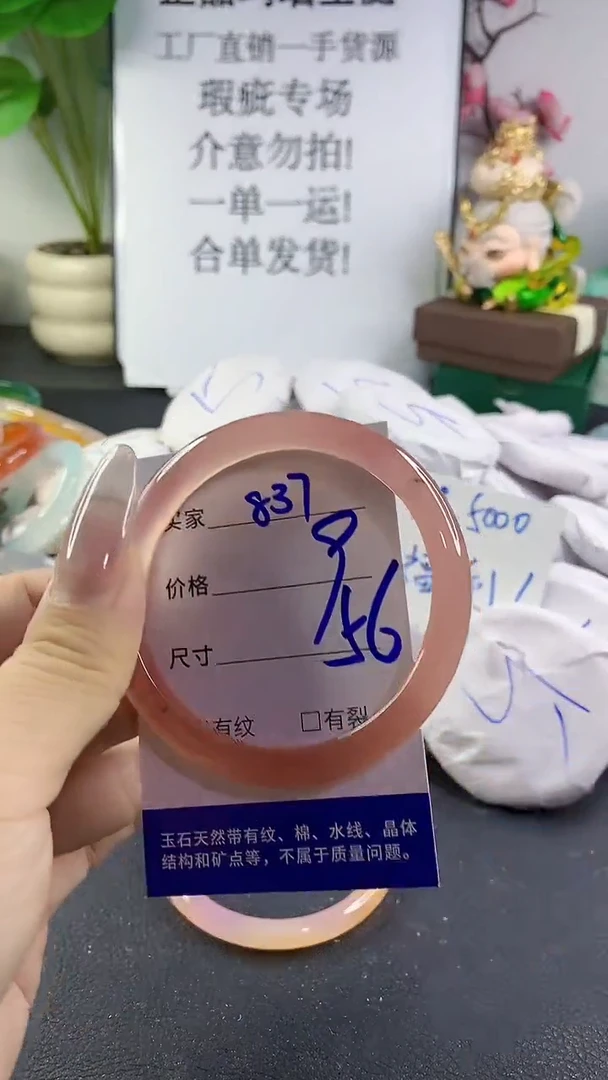 工厂直销一手货源
瑕疵专场
介意勿拍!
一单一运!
合单发货!
买家 837
价格 9
尺寸 56
有纹 □有裂
玉石天然带有纹、棉、水线、晶体
结构和矿点等，不属于质量问题。
5000